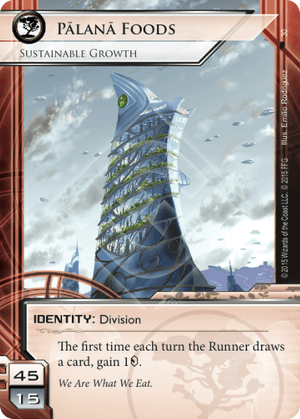 Pālanā Foods
Sustainable Growth
30
Illus. Emilio Rodriguez
© 2015 Wizards of the Coast LLC. © 2015 FFG
IDENTITY: Division
The first time each turn the Runner draws
a card, gain 1
We Are What We Eat.
45
15